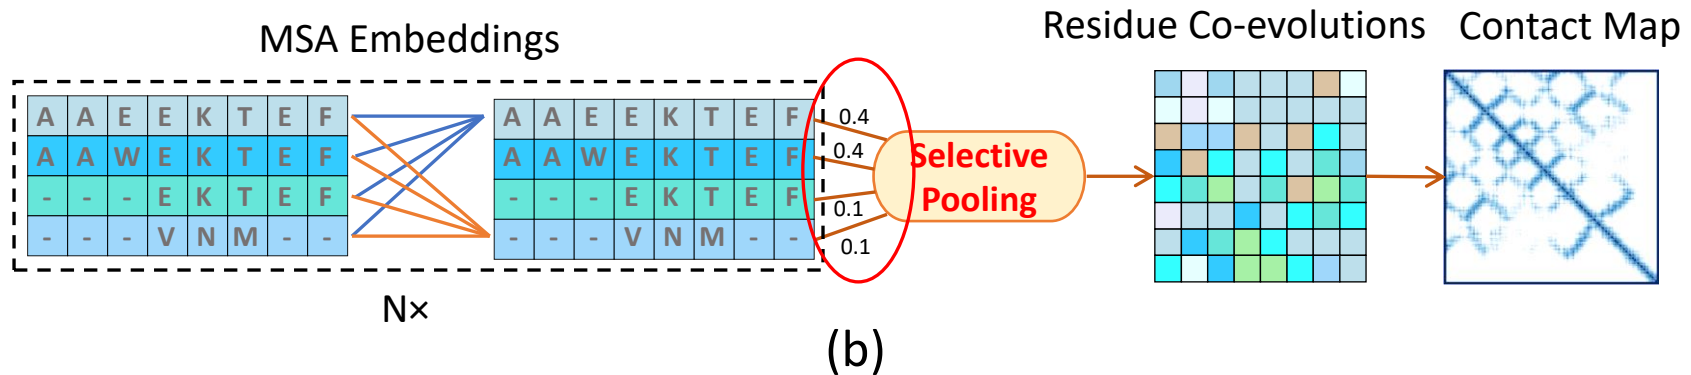 MSA Embeddings
Residue Co-evolutions
Contact Map
A A E E K T E F
A A W E K T E F
- - - E K T E F
- - - V N M - -
A A E E K T E F
A A W E K T E F
- - - E K T E F
- - - V N M - -
0.4
0.4
0.1
0.1
Selective
Pooling
N×
(b)